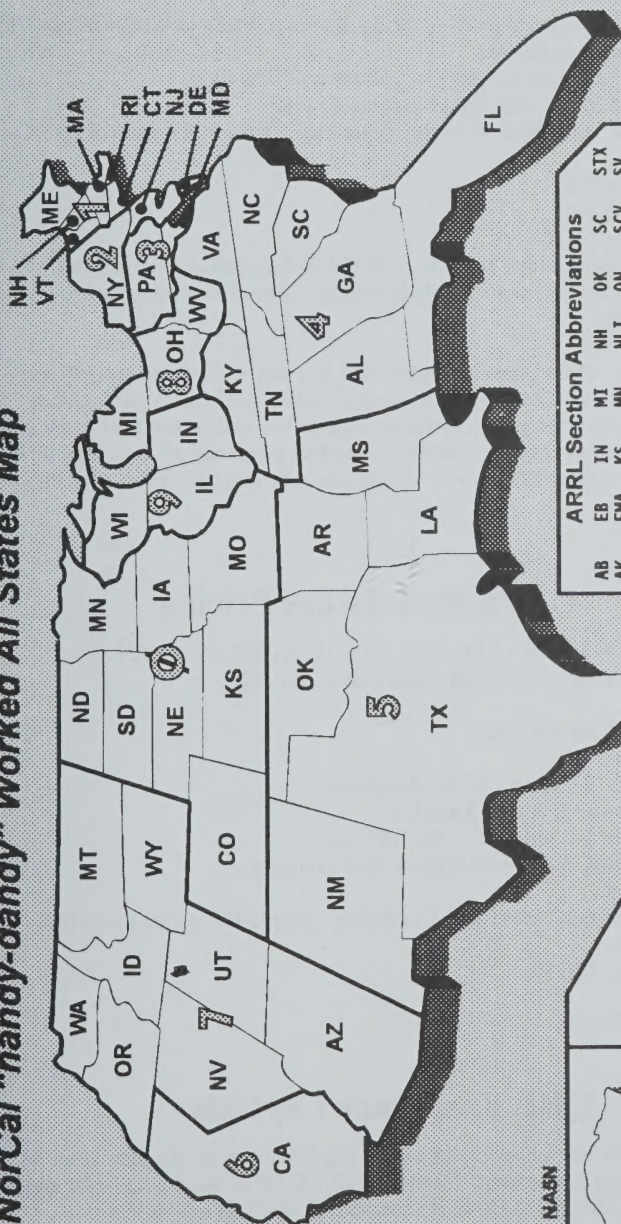 NorCal "handy-dandy" Worked All States Map
NH
VT
ME
MA
RI
CT
NJ
DE
MD
1
NY 2
PA 3
WA
MT
ND
MN
WI
MI
OR
ID
WY
SD
IA
9
IL
IN
8 OH
WV
VA
NV
7
UT
CO
NE
0
KS
MO
KY
NC
6
CA
AZ
NM
OK
AR
TN
SC
5
TX
LA
MS
AL
4
GA
FL
NA5N
ARRL Section Abbreviations
AB EB IN MI NH OK SC STX
AK EMA KS MN NLI ON SCV SV